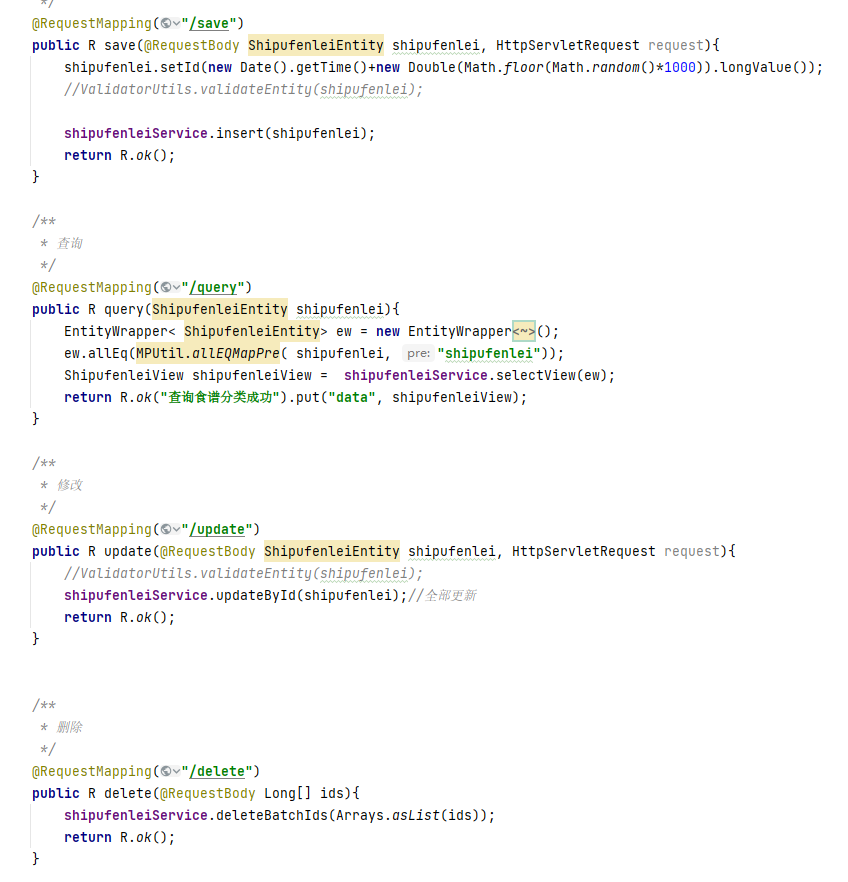 */
@RequestMapping("/save")
public R save(@RequestBody ShipufenleiEntity shipufenlei, HttpServletRequest request){
    shipufenlei.setId(new Date().getTime()+new Double(Math.floor(Math.random()*1000)).longValue());
    //ValidatorUtils.validateEntity(shipufenlei);
    shipufenleiService.insert(shipufenlei);
    return R.ok();
}
/**
 * 查询
 */
@RequestMapping("/query")
public R query(ShipufenleiEntity shipufenlei){
    EntityWrapper< ShipufenleiEntity> ew = new EntityWrapper<~>();
    ew.allEq(MPUtil.allEQMapPre( shipufenlei, pre: "shipufenlei"));
    ShipufenleiView shipufenleiView =  shipufenleiService.selectView(ew);
    return R.ok("查询食谱分类成功").put("data", shipufenleiView);
}
/**
 * 修改
 */
@RequestMapping("/update")
public R update(@RequestBody ShipufenleiEntity shipufenlei, HttpServletRequest request){
    //ValidatorUtils.validateEntity(shipufenlei);
    shipufenleiService.updateById(shipufenlei);//全部更新
    return R.ok();
}
/**
 * 删除
 */
@RequestMapping("/delete")
public R delete(@RequestBody Long[] ids){
    shipufenleiService.deleteBatchIds(Arrays.asList(ids));
    return R.ok();
}